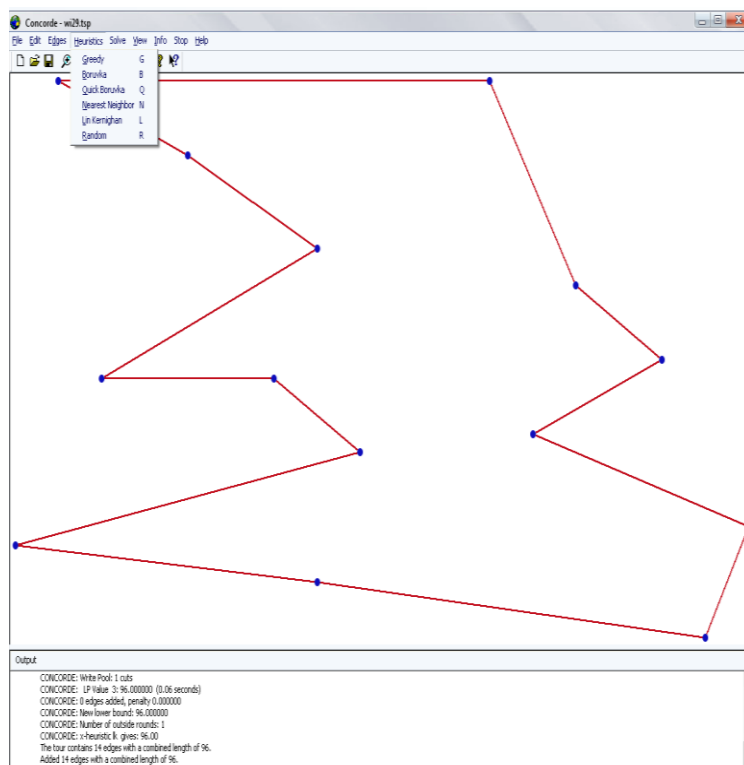 Concorde - wi29.tsp
File Edit Edges Heuristics Solve View Info Stop Help
Greedy G
Boruvka B
Quick Boruvka Q
Nearest Neighbor N
Lin Kernighan L
Random R
Output
CONCORDE: Write Pool: 1 cuts
CONCORDE: LP Value 3: 96.000000 (0.06 seconds)
CONCORDE: 0 edges added, penalty 0.000000
CONCORDE: New lower bound: 96.000000
CONCORDE: Number of outside rounds: 1
CONCORDE: x-heuristic lk gives: 96.00
The tour contains 14 edges with a combined length of 96.
Added 14 edges with a combined length of 96.